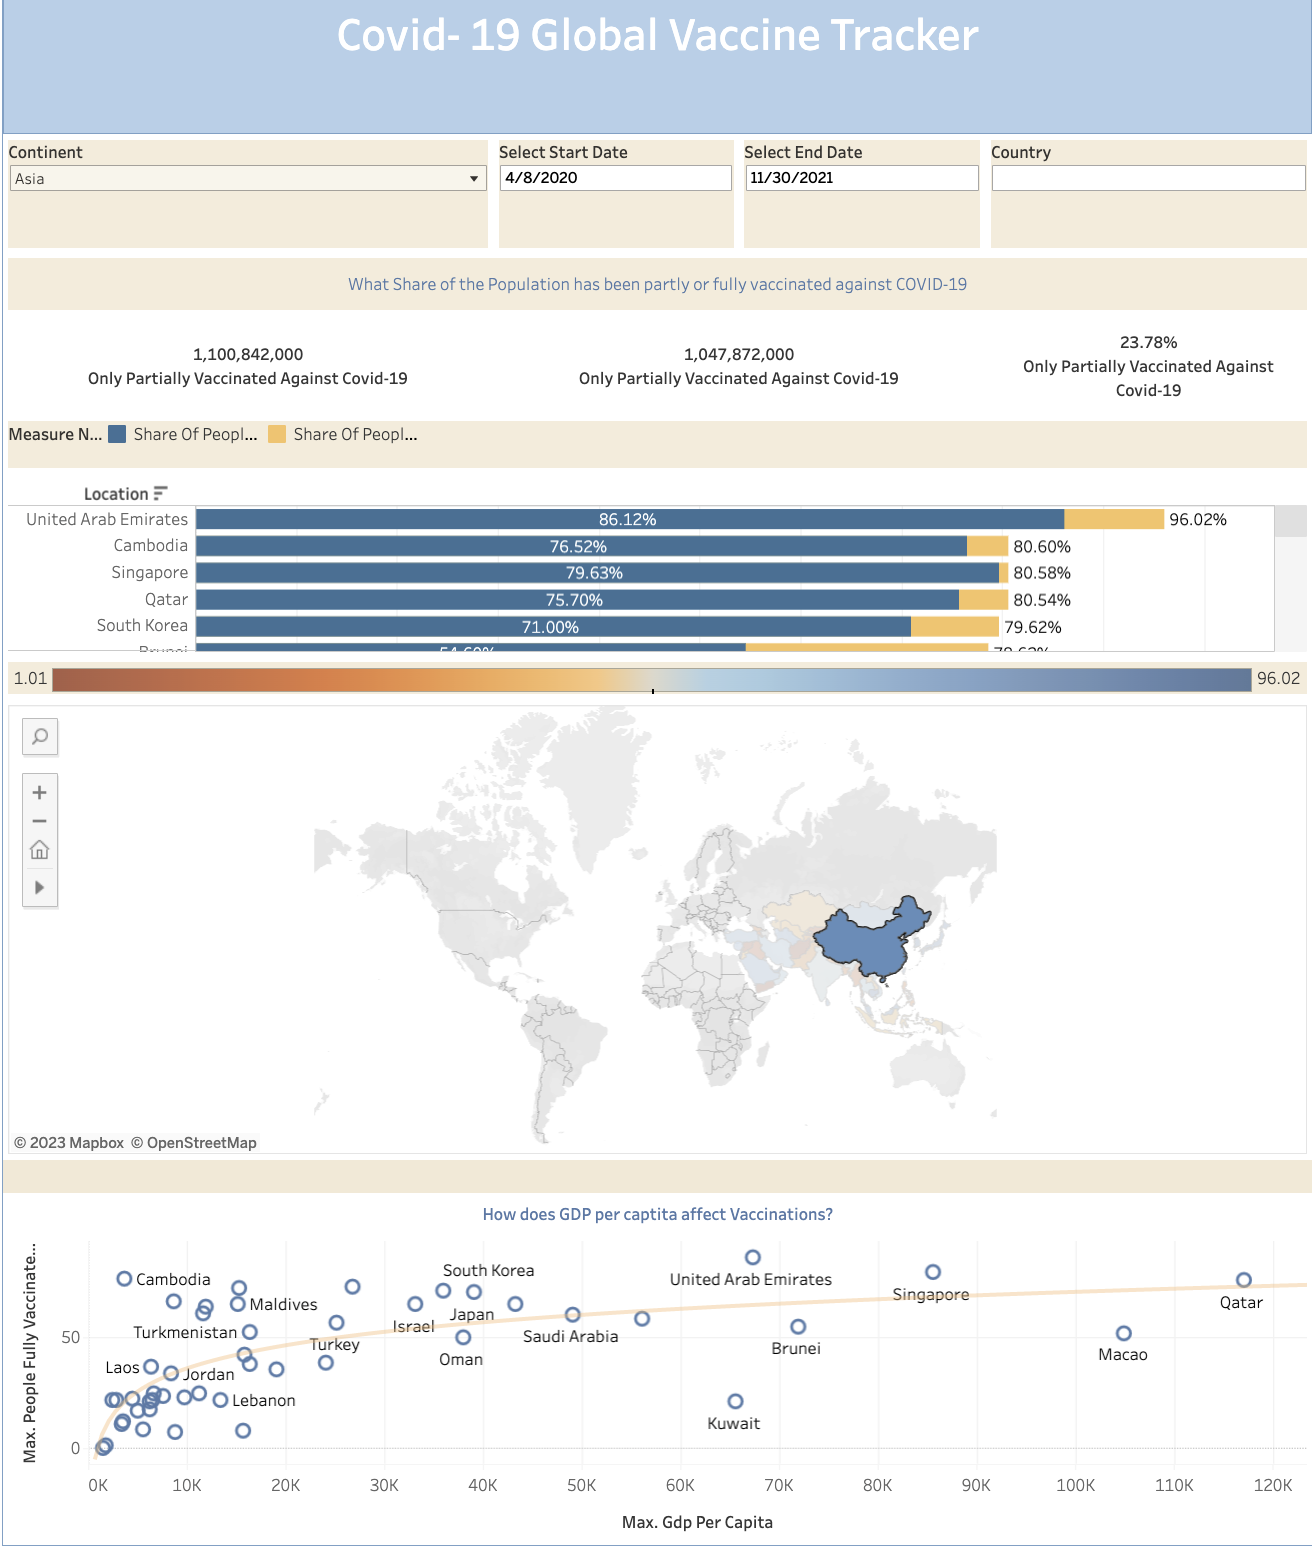 Covid- 19 Global Vaccine Tracker
Continent
Select Start Date
Select End Date
Country
Asia
4/8/2020
11/30/2021
What Share of the Population has been partly or fully vaccinated against COVID-19
1,100,842,000
Only Partially Vaccinated Against Covid-19
1,047,872,000
Only Partially Vaccinated Against Covid-19
23.78%
Only Partially Vaccinated Against
Covid-19
Measure N... Share Of Peopl... Share Of Peopl...
Location
United Arab Emirates 86.12% 96.02%
Cambodia 76.52% 80.60%
Singapore 79.63% 80.58%
Qatar 75.70% 80.54%
South Korea 71.00% 79.62%
Brunei 54.60% 78.63%
1.01 96.02
© 2023 Mapbox © OpenStreetMap
How does GDP per captita affect Vaccinations?
Max. People Fully Vaccinate...
50
0
Cambodia
South Korea
United Arab Emirates
Singapore
Qatar
Maldives
Japan
Israel
Saudi Arabia
Turkmenistan
Turkey
Oman
Brunei
Macao
Laos
Jordan
Lebanon
Kuwait
0K 10K 20K 30K 40K 50K 60K 70K 80K 90K 100K 110K 120K
Max. Gdp Per Capita